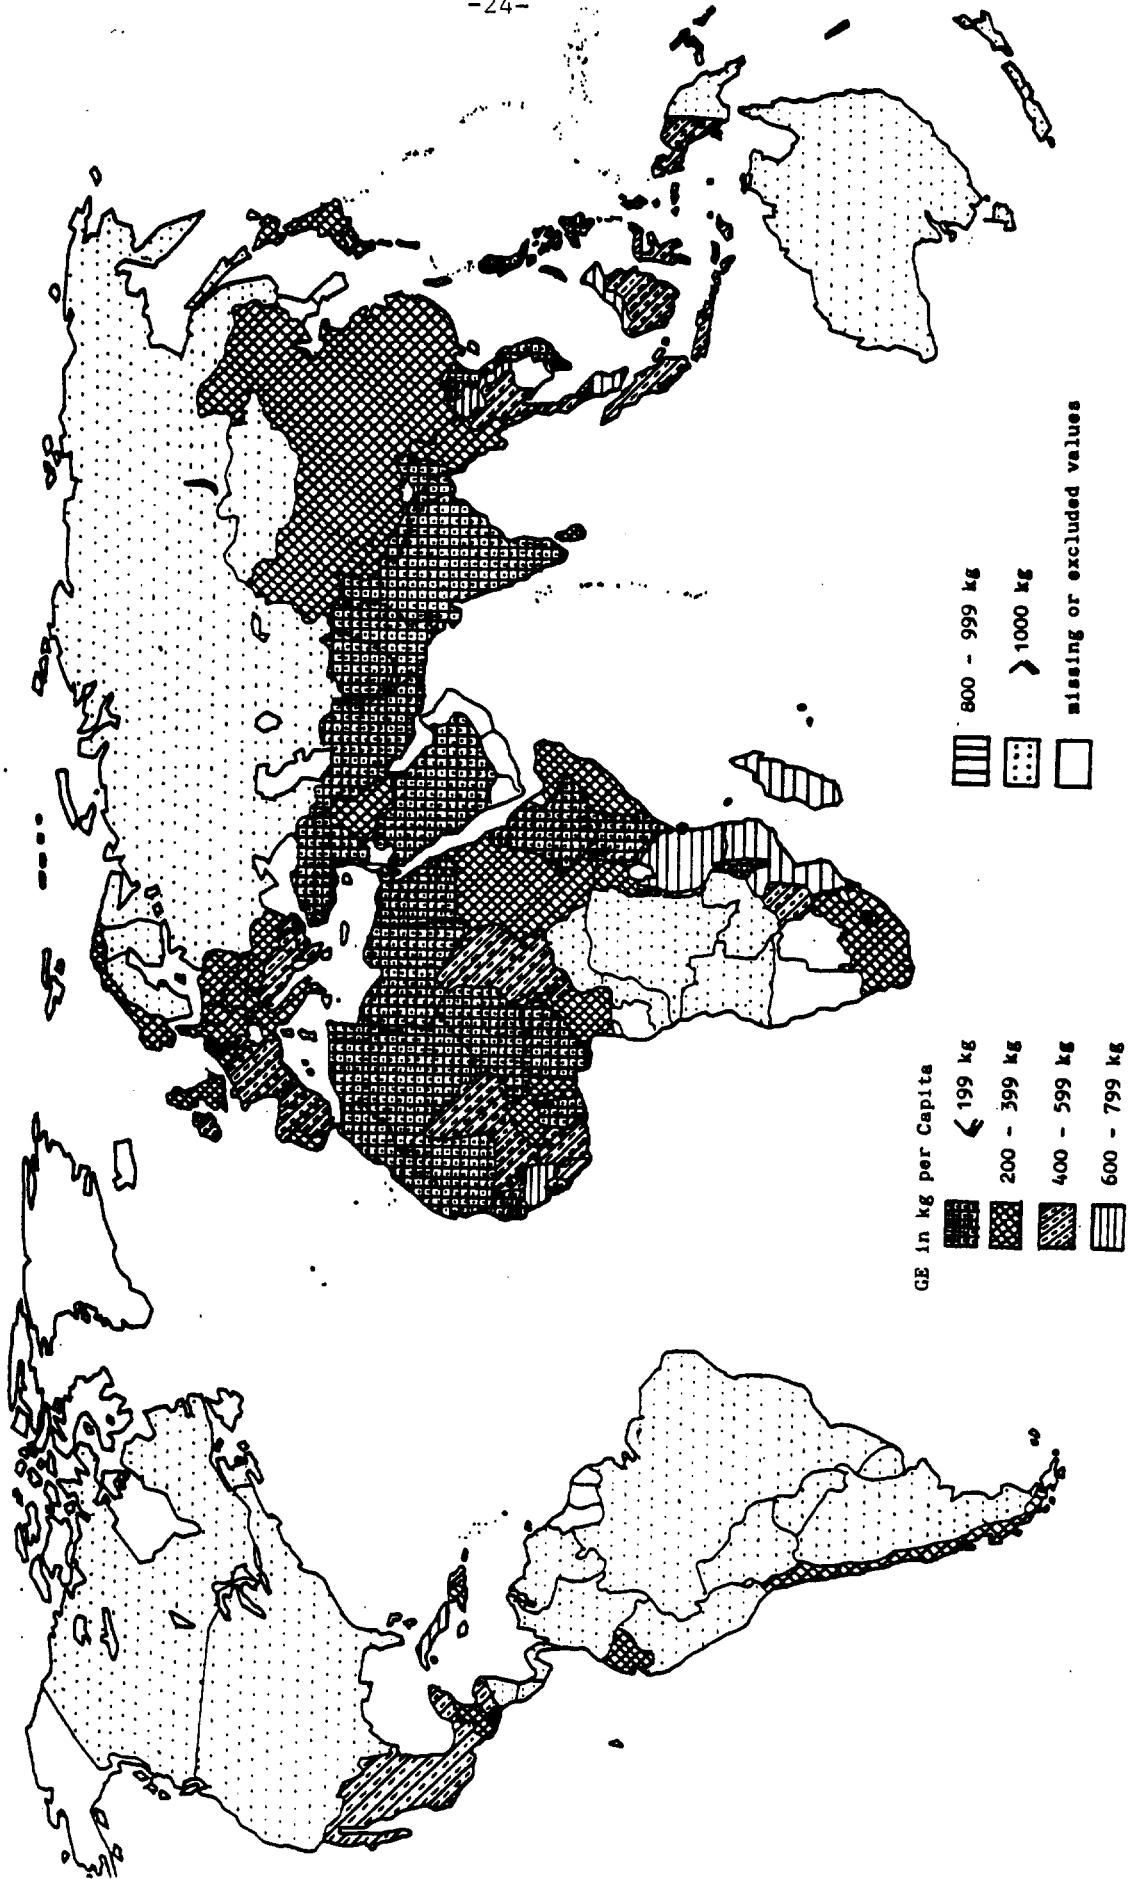 -24-
GE in kg per Capita
< 199 kg
200 - 399 kg
400 - 599 kg
600 - 799 kg
800 - 999 kg
> 1000 kg
missing or excluded values